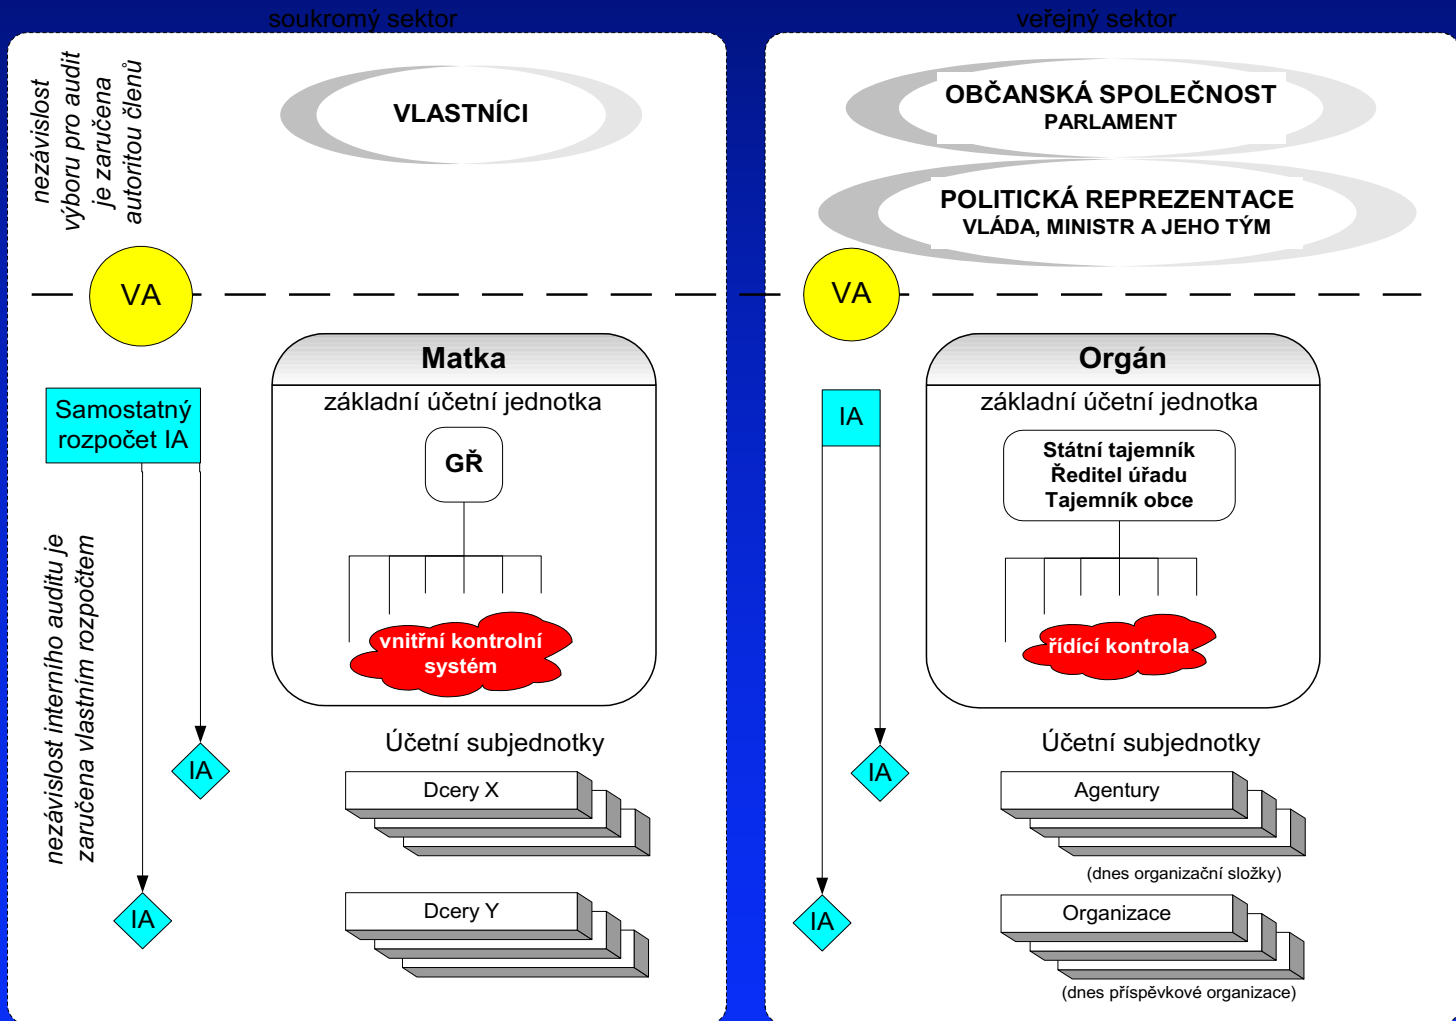 soukromý sektor
nezávislost
výboru pro audit
je zaručena
autoritou členů
VLASTNÍCI
VA
Samostatný
rozpočet IA
nezávislost interního auditu je
zaručena vlastním rozpočtem
IA
IA
Matka
základní účetní jednotka
GŘ
vnitřní kontrolní
systém
Účetní subjednotky
Dcery X
Dcery Y
veřejný sektor
OBČANSKÁ SPOLEČNOST
PARLAMENT
POLITICKÁ REPREZENTACE
VLÁDA, MINISTR A JEHO TÝM
VA
IA
IA
IA
Orgán
základní účetní jednotka
Státní tajemník
Ředitel úřadu
Tajemník obce
řídící kontrola
Účetní subjednotky
Agentury
(dnes organizační složky)
Organizace
(dnes příspěvkové organizace)